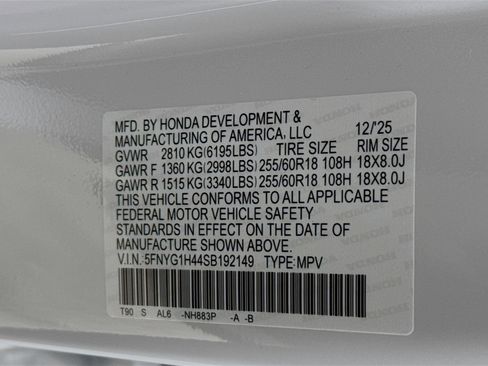 MFD. BY HONDA DEVELOPMENT &
MANUFACTURING OF AMERICA, LLC 12/'25
GVWR 2810 KG(6195LBS) TIRE SIZE RIM SIZE
GAWR F 1360 KG(2998LBS) 255/60R18 108H 18X8.0J
GAWR R 1515 KG(3340LBS) 255/60R18 108H 18X8.0J
THIS VEHICLE CONFORMS TO ALL APPLICABLE
FEDERAL MOTOR VEHICLE SAFETY
STANDARDS IN EFFECT ON THE DATE OF
MANUFACTURE SHOWN ABOVE.
V.I.N.: 5FNYG1H44SB192149 TYPE: MPV
T90 S AL6 -NH883P -A -B